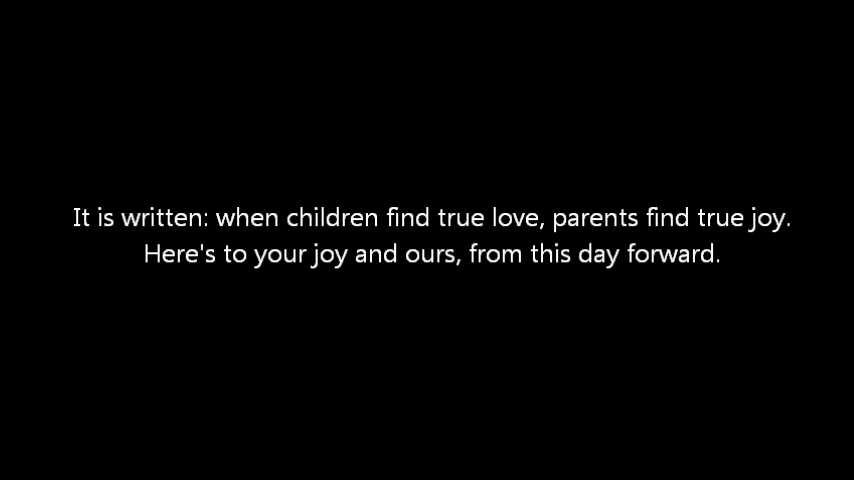 It is written: when children find true love, parents find true joy.
Here's to your joy and ours, from this day forward.